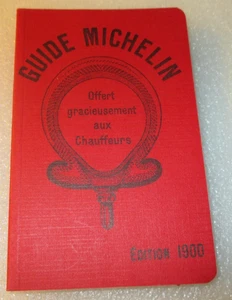 GUIDE MICHELIN
Offert
gracieusement
aux
Chauffeurs
Edition 1900